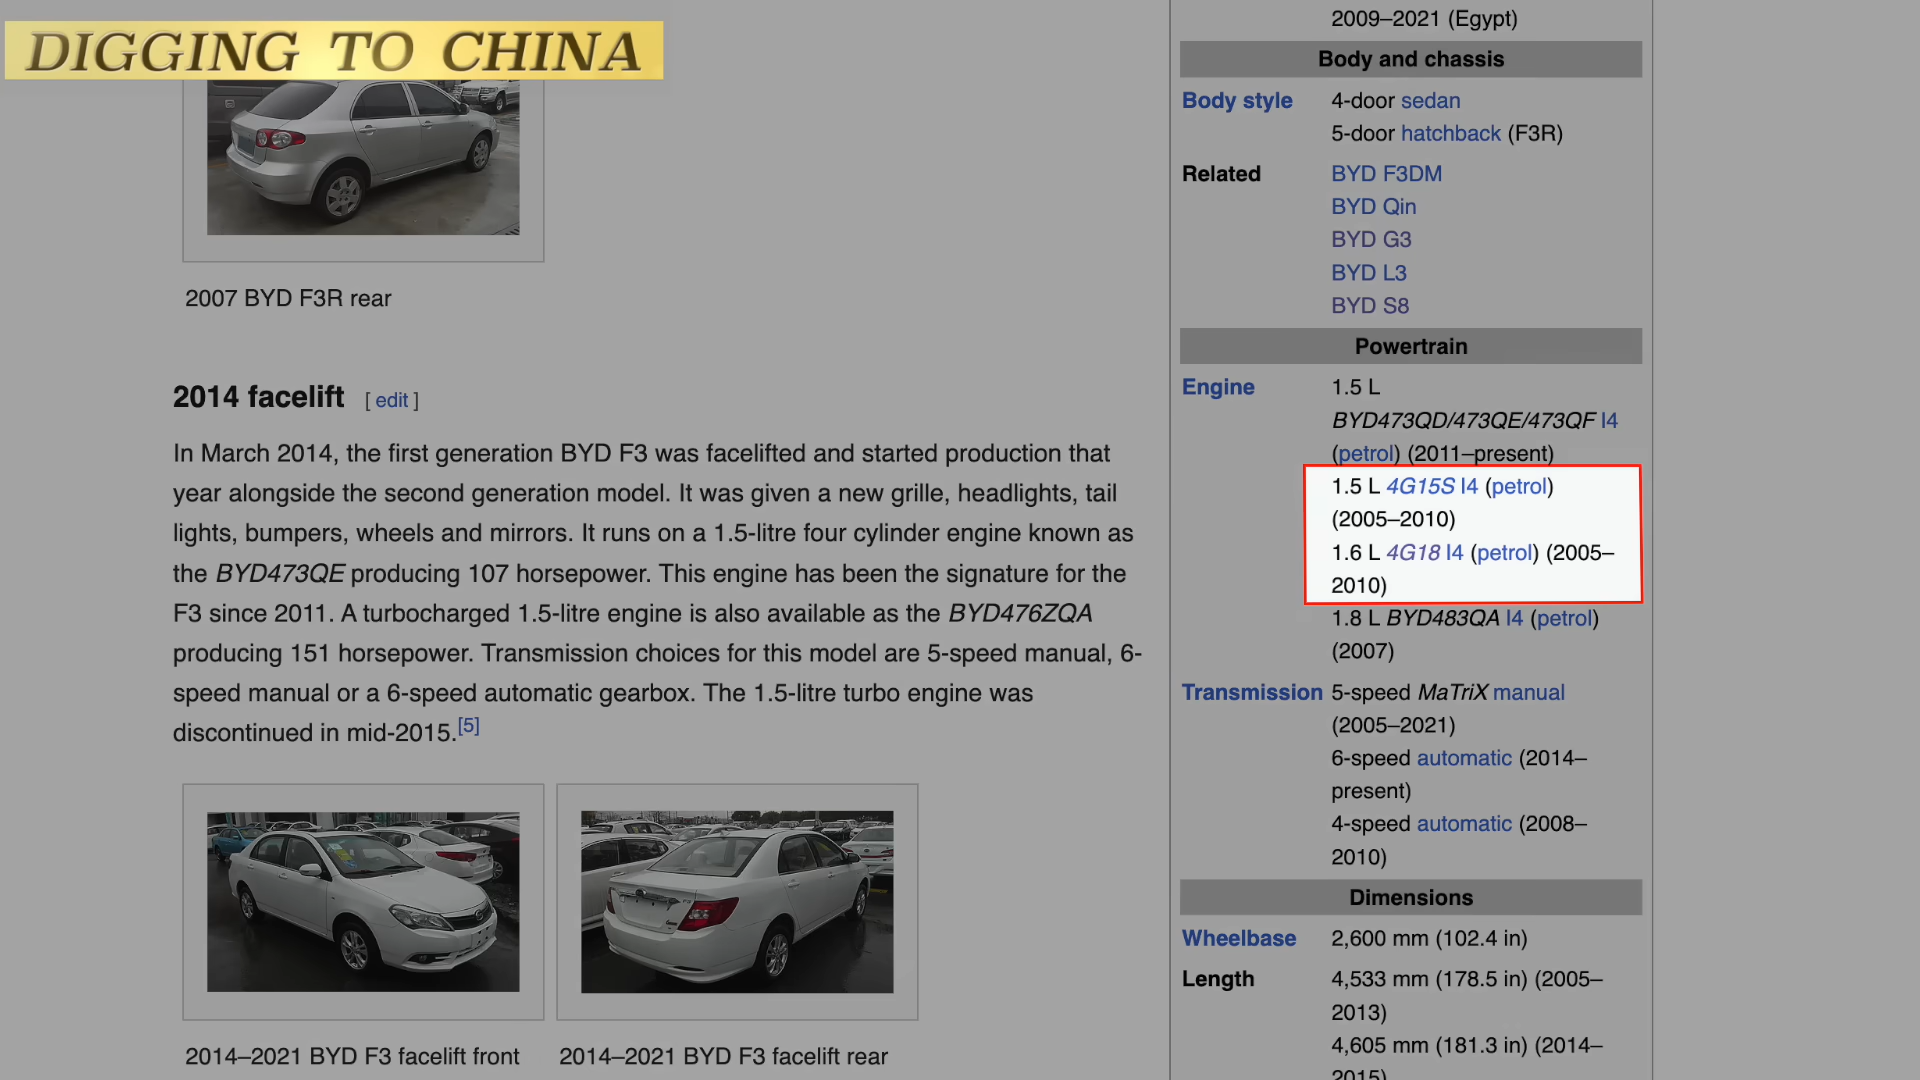 DIGGING TO CHINA
2007 BYD F3R rear
2014 facelift [ edit ]
In March 2014, the first generation BYD F3 was facelifted and started production that
year alongside the second generation model. It was given a new grille, headlights, tail
lights, bumpers, wheels and mirrors. It runs on a 1.5-litre four cylinder engine known as
the BYD473QE producing 107 horsepower. This engine has been the signature for the
F3 since 2011. A turbocharged 1.5-litre engine is also available as the BYD476ZQA
producing 151 horsepower. Transmission choices for this model are 5-speed manual, 6-
speed manual or a 6-speed automatic gearbox. The 1.5-litre turbo engine was
discontinued in mid-2015.[5]
2014–2021 BYD F3 facelift front
2014–2021 BYD F3 facelift rear
2009–2021 (Egypt)
Body and chassis
Body style 4-door sedan
5-door hatchback (F3R)
Related BYD F3DM
BYD Qin
BYD G3
BYD L3
BYD S8
Powertrain
Engine 1.5 L
BYD473QD/473QE/473QF I4
(petrol) (2011–present)
1.5 L 4G15S I4 (petrol)
(2005–2010)
1.6 L 4G18 I4 (petrol) (2005–
2010)
1.8 L BYD483QA I4 (petrol)
(2007)
Transmission 5-speed MaTriX manual
(2005–2021)
6-speed automatic (2014–
present)
4-speed automatic (2008–
2010)
Dimensions
Wheelbase 2,600 mm (102.4 in)
Length 4,533 mm (178.5 in) (2005–
2013)
4,605 mm (181.3 in) (2014–
2015)